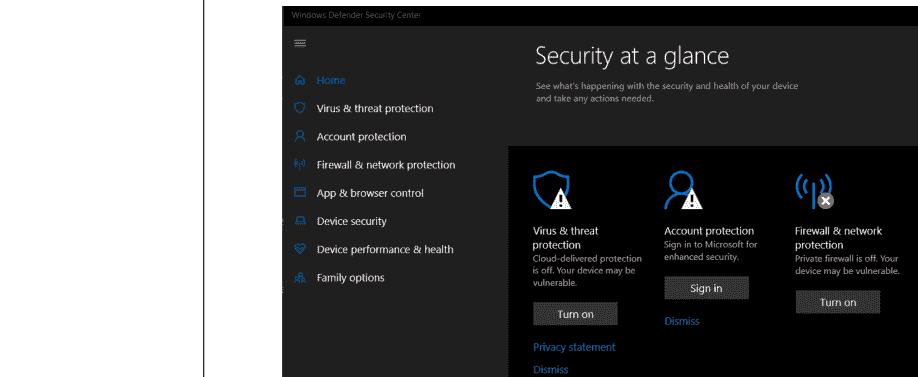 Windows Defender Security Center
Home
Virus & threat protection
Account protection
Firewall & network protection
App & browser control
Device security
Device performance & health
Family options
Security at a glance
See what's happening with the security and health of your device
and take any actions needed.
Virus & threat
protection
Cloud-delivered protection
is off. Your device may be
vulnerable.
Turn on
Privacy statement
Dismiss
Account protection
Sign in to Microsoft for
enhanced security.
Sign in
Dismiss
Firewall & network
protection
Private firewall is off. Your
device may be vulnerable.
Turn on